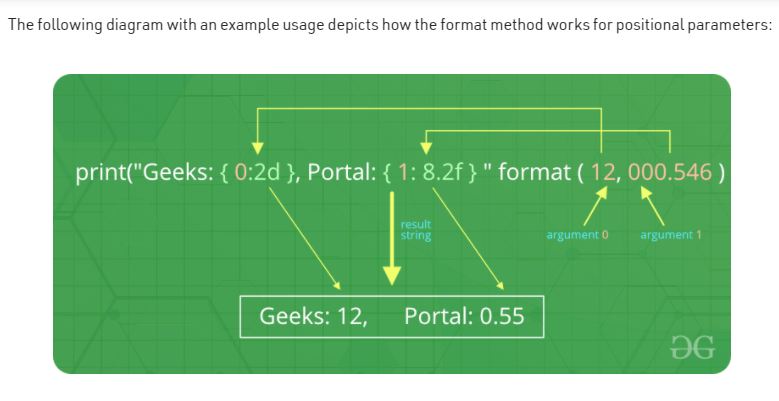 The following diagram with an example usage depicts how the format method works for positional parameters:
print("Geeks: { 0:2d }, Portal: { 1: 8.2f } " format ( 12, 000.546 )
result
string
argument 0
argument 1
Geeks: 12, Portal: 0.55
GG